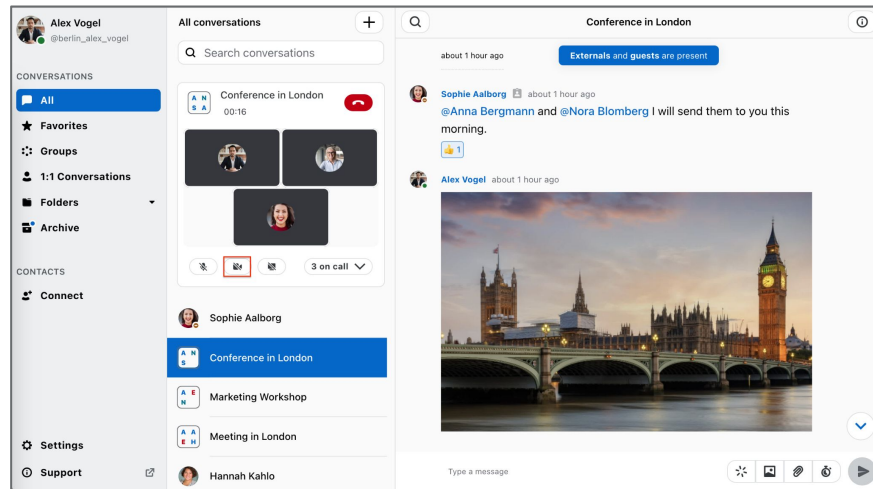 Alex Vogel
@berlin_alex_vogel
CONVERSATIONS
All
Favorites
Groups
1:1 Conversations
Folders
Archive
CONTACTS
Connect
Settings
Support
All conversations
Search conversations
A N
S A
Conference in London
00:16
3 on call
Sophie Aalborg
A N
S
Conference in London
A E
N
Marketing Workshop
A A
E H
Meeting in London
Hannah Kahlo
Conference in London
about 1 hour ago
Externals and guests are present
Sophie Aalborg about 1 hour ago
@Anna Bergmann and @Nora Blomberg I will send them to you this
morning.
1
Alex Vogel about 1 hour ago
Type a message